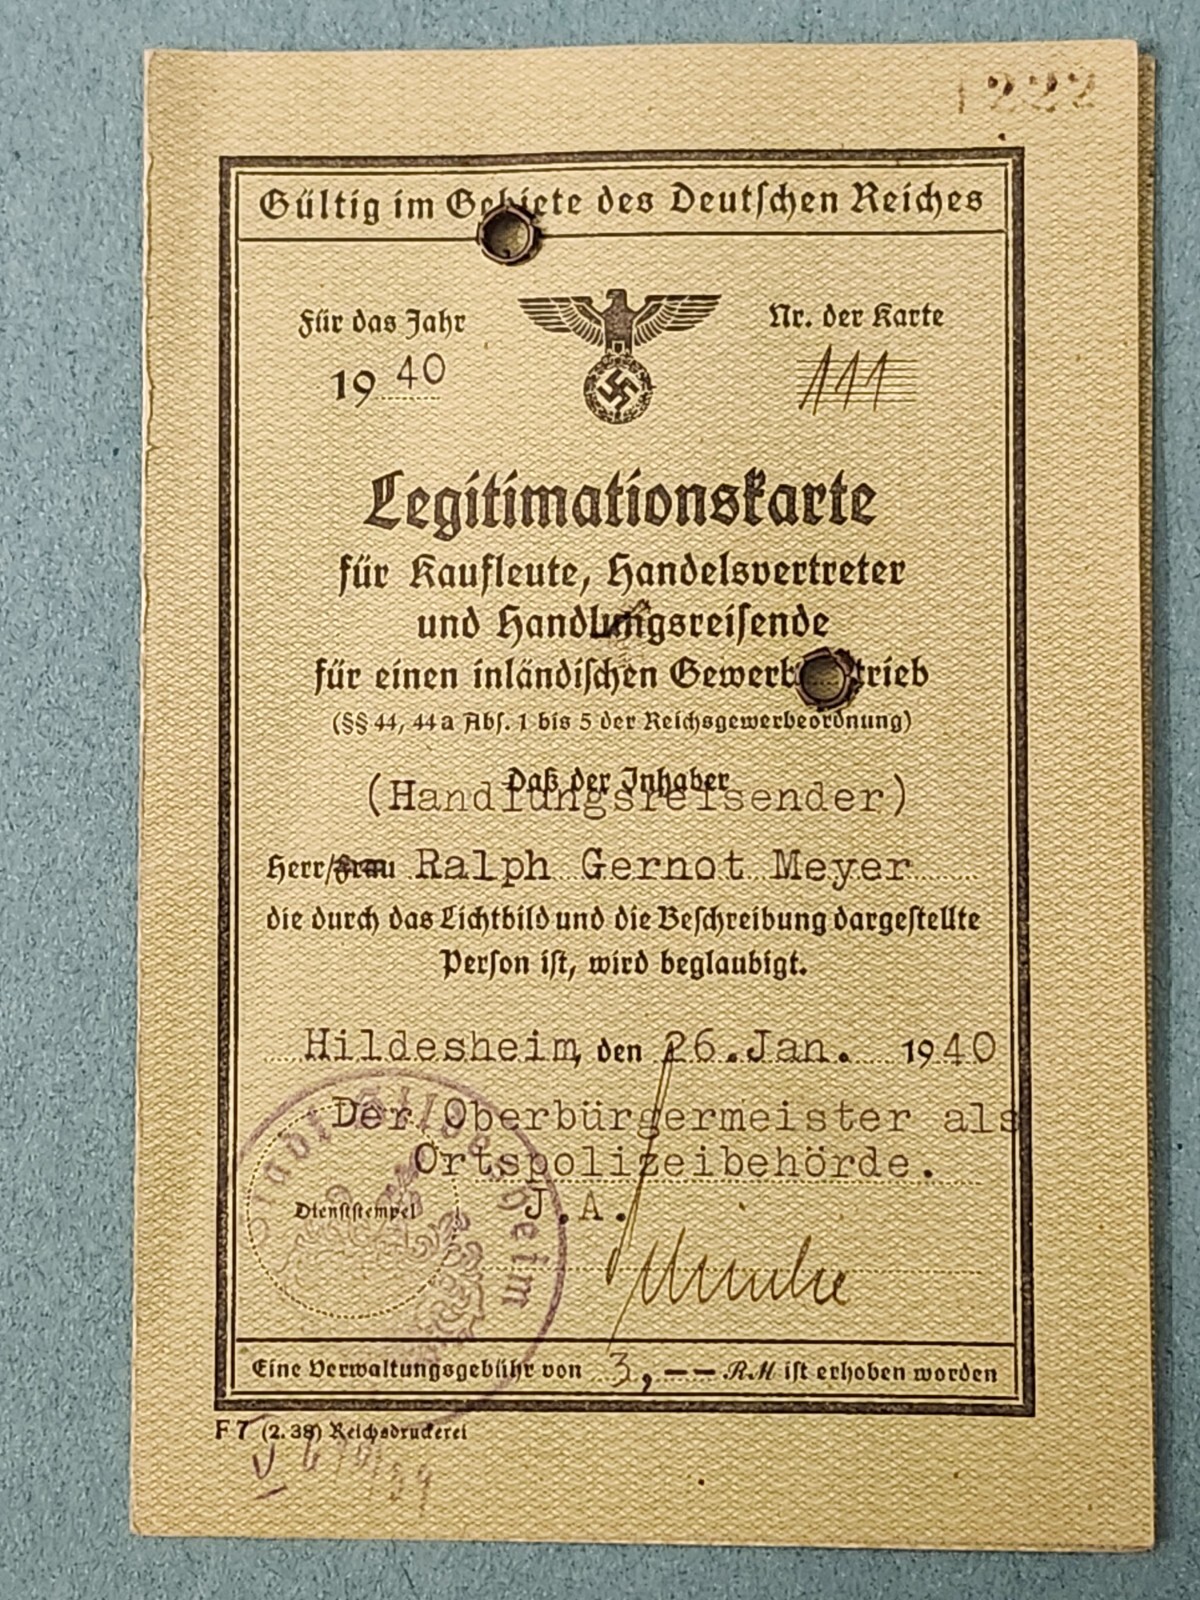 1222
Gültig im Gebiete des Deutſchen Reiches
Für das Jahr
1940
Nr. der Karte
111
Legitimationskarte
für Kaufleute, Handelsvertreter
und Handlungsreiſende
für einen inländiſchen Gewerbebetrieb
(§§ 44, 44a Abſ. 1 bis 5 der Reichsgewerbeordnung)
Daß der Inhaber
(Handlungsreisender)
Herr/Frau Ralph Gernot Meyer
die durch das Lichtbild und die Beſchreibung dargeſtellte
Perſon iſt, wird beglaubigt.
Hildesheim, den 26.Jan. 1940
Der Oberbürgermeister als
Ortspolizeibehörde.
J.A.
Dienſtſtempel
Stadt Hildesheim
Eine Verwaltungsgebühr von 3,-- RM iſt erhoben worden
F 7 (2. 38) Reichsdruckerei